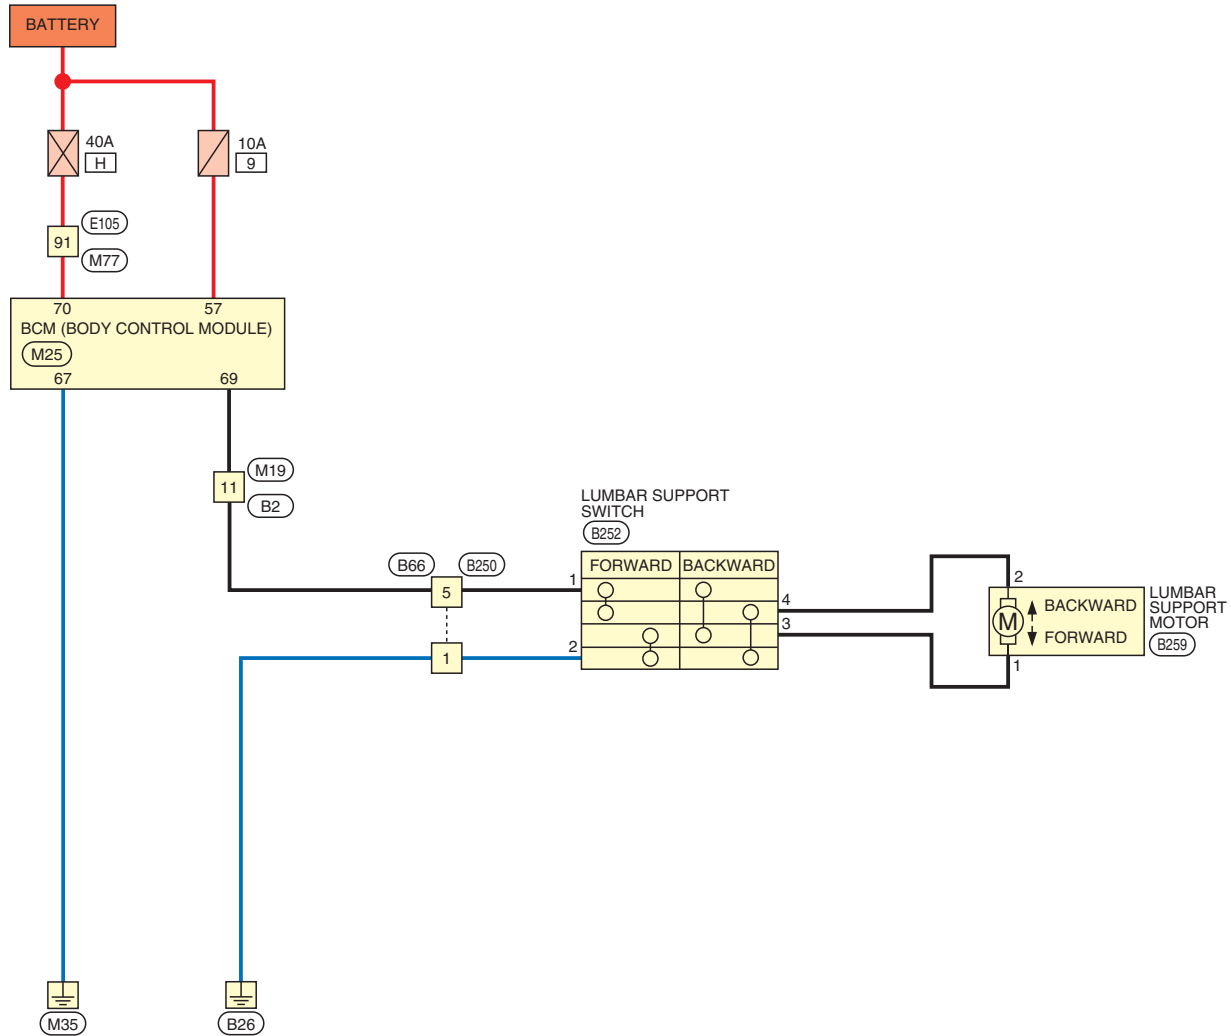 BATTERY
40A
H
10A
9
91
E105
M77
70
57
BCM (BODY CONTROL MODULE)
M25
67
69
11
M19
B2
LUMBAR SUPPORT
SWITCH
B252
B66
B250
FORWARD
BACKWARD
5
1
4
3
1
2
2
M
BACKWARD
FORWARD
1
LUMBAR
SUPPORT
MOTOR
B259
M35
B26